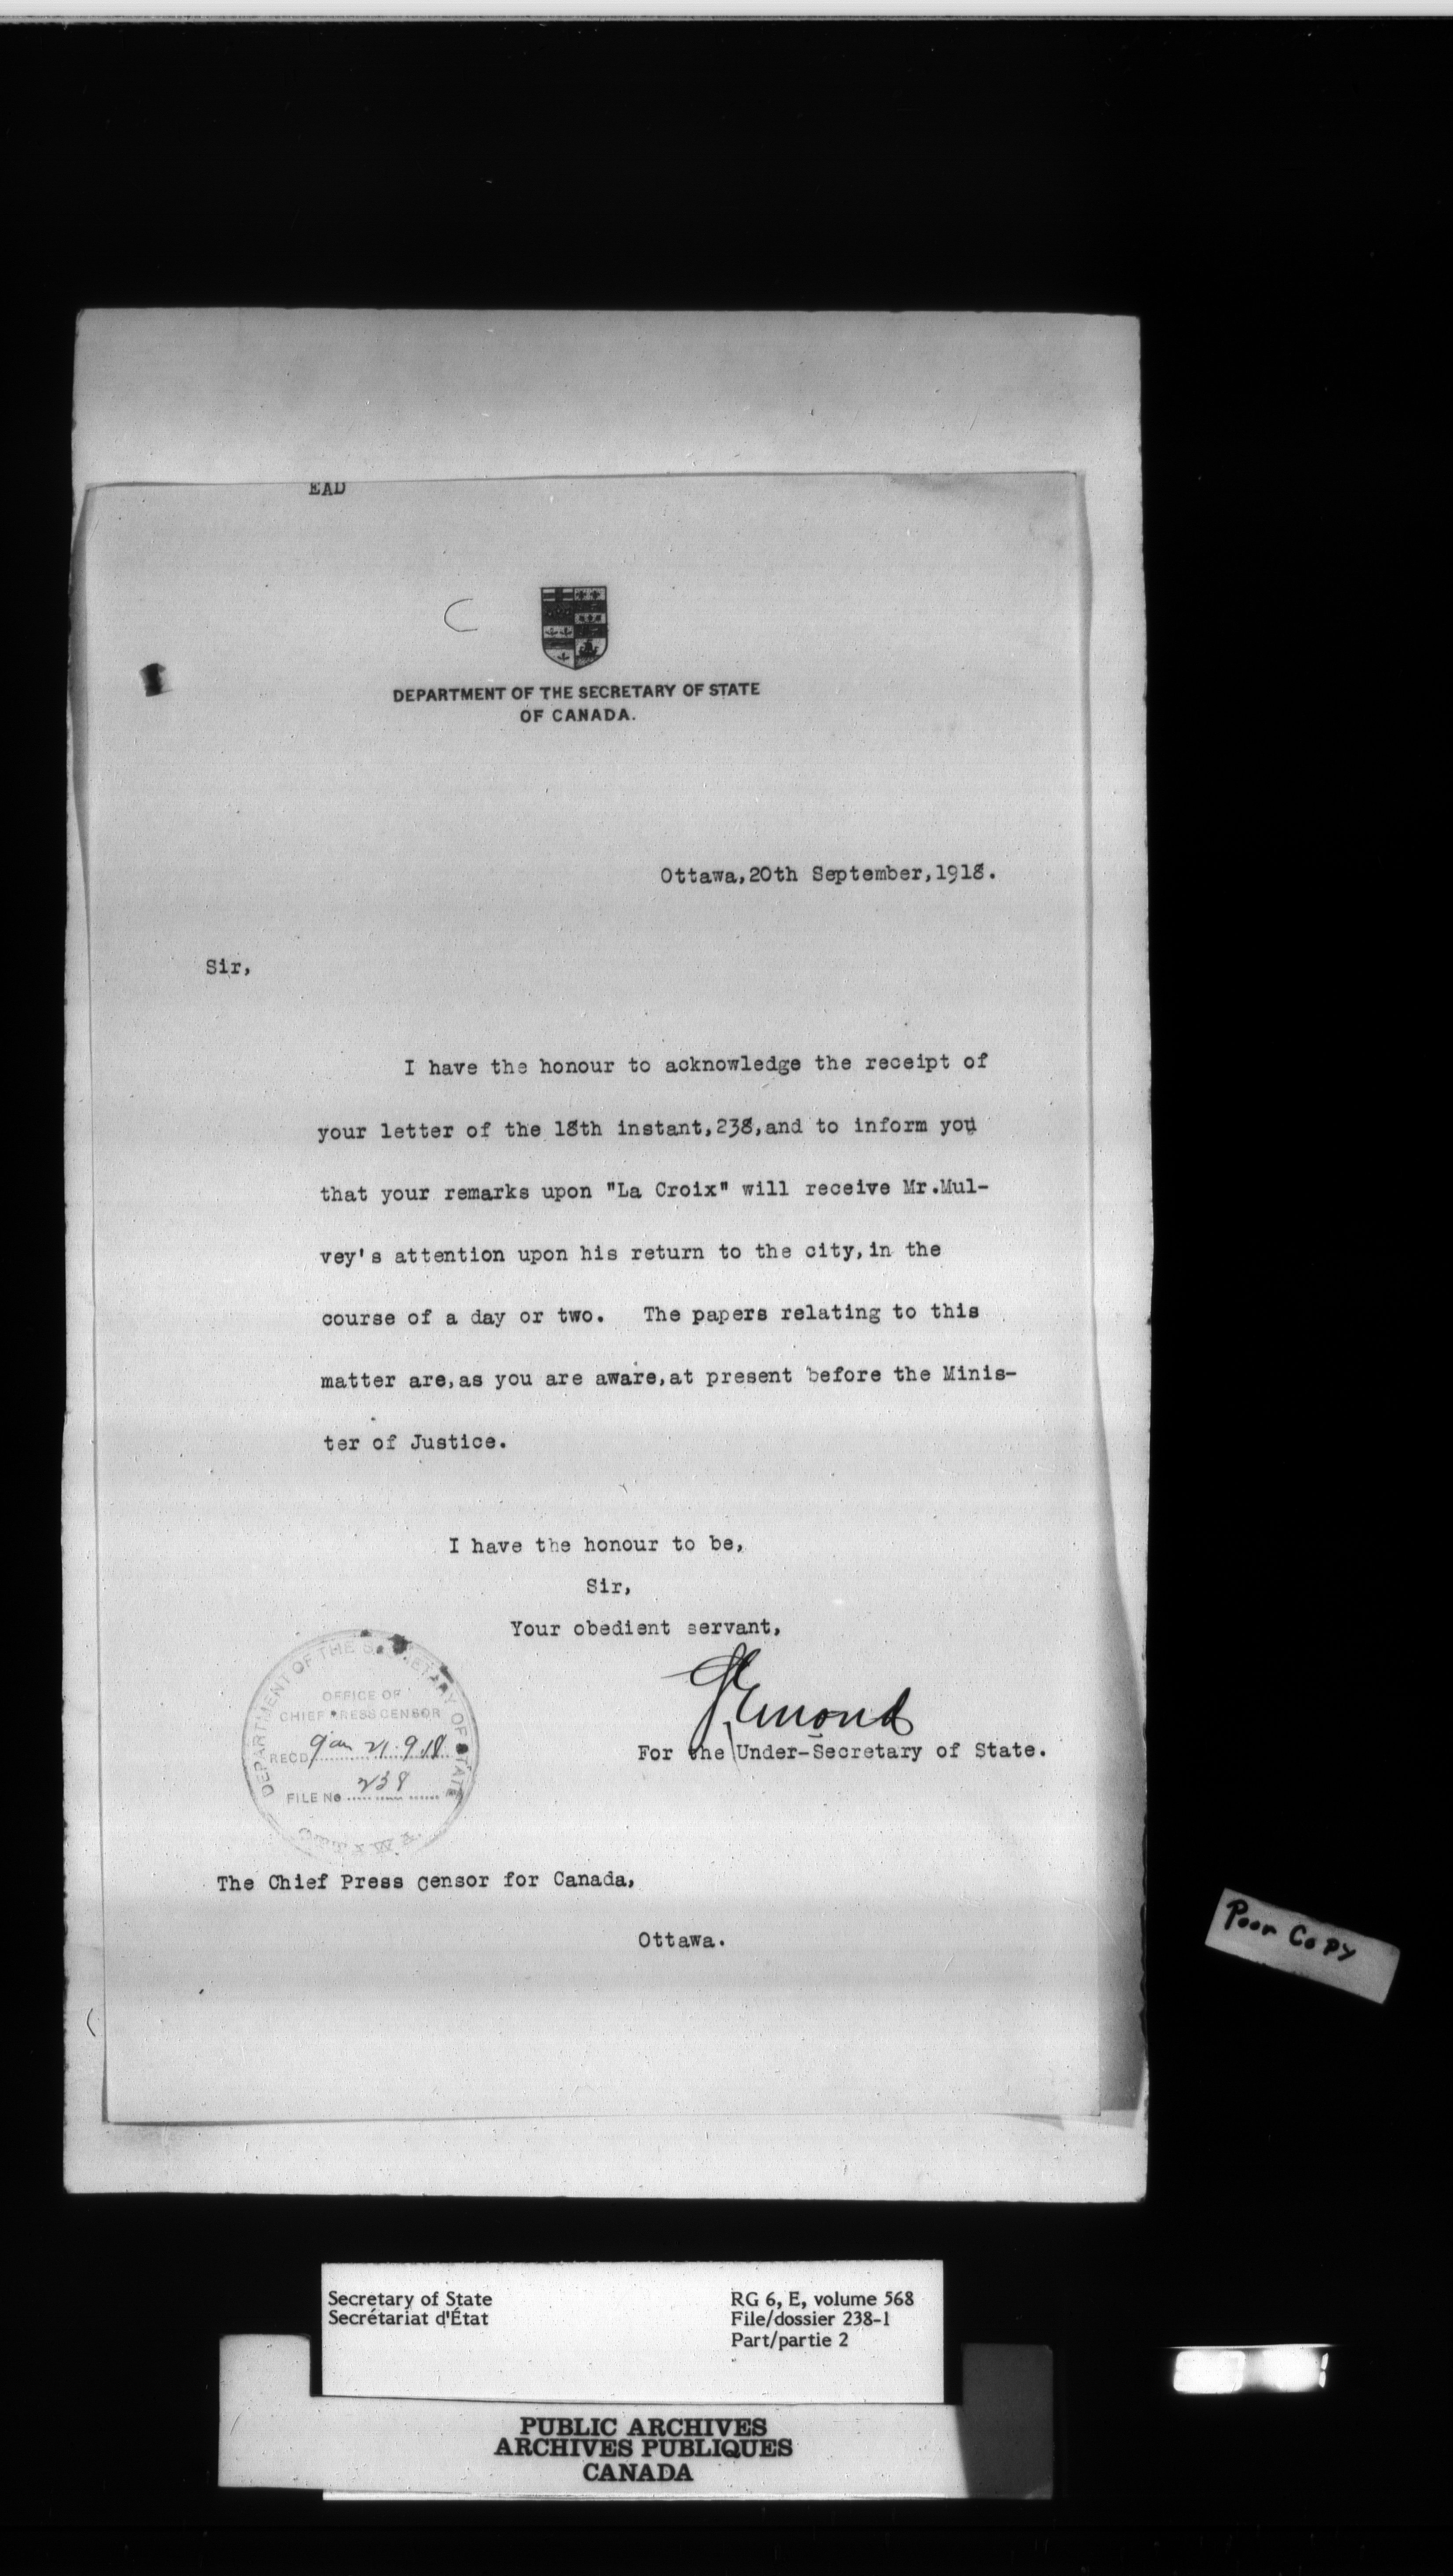 EAD
C
DEPARTMENT OF THE SECRETARY OF STATE
OF CANADA.
Ottawa,20th September,1918.
Sir,
I have the honour to acknowledge the receipt of
your letter of the 18th instant,238,and to inform you
that your remarks upon "La Croix" will receive Mr.Mul-
vey's attention upon his return to the city,in the
course of a day or two. The papers relating to this
matter are,as you are aware,at present before the Minis-
ter of Justice.
I have the honour to be,
Sir,
Your obedient servant,
For the Under-Secretary of State.
DEPARTMENT OF THE SECRETARY OF STATE
OFFICE OF
CHIEF PRESS CENSOR
RECD 9am 21.9.18
FILE No 238
The Chief Press Censor for Canada,
Ottawa.
Poor Copy
Secretary of State
Secrétariat d'État
RG 6, E, volume 568
File/dossier 238-1
Part/partie 2
PUBLIC ARCHIVES
ARCHIVES PUBLIQUES
CANADA